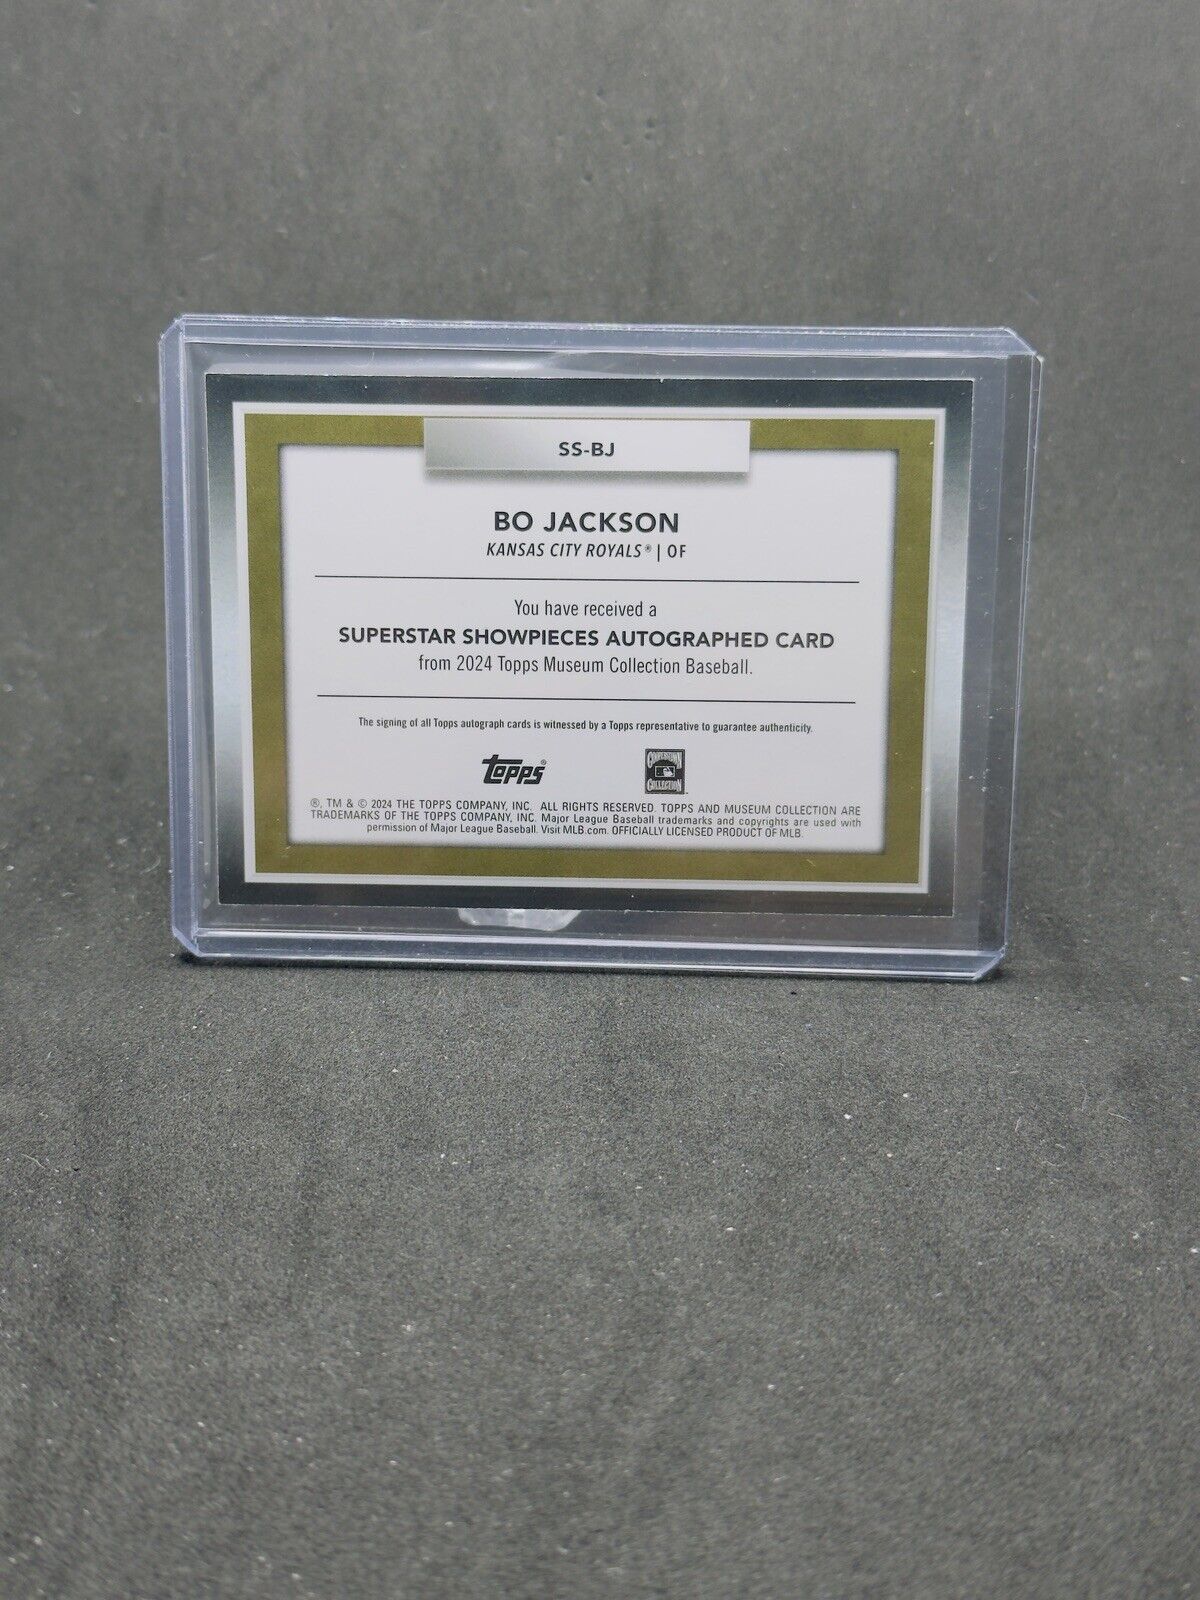 SS-BJ
BO JACKSON
KANSAS CITY ROYALS® | OF
You have received a
SUPERSTAR SHOWPIECES AUTOGRAPHED CARD
from 2024 Topps Museum Collection Baseball.
The signing of all Topps autograph cards is witnessed by a Topps representative to guarantee authenticity.
topps®
COOPERSTOWN
COLLECTION
®, TM & © 2024 THE TOPPS COMPANY, INC. ALL RIGHTS RESERVED. TOPPS AND MUSEUM COLLECTION ARE
TRADEMARKS OF THE TOPPS COMPANY, INC. Major League Baseball trademarks and copyrights are used with
permission of Major League Baseball. Visit MLB.com. OFFICIALLY LICENSED PRODUCT OF MLB.